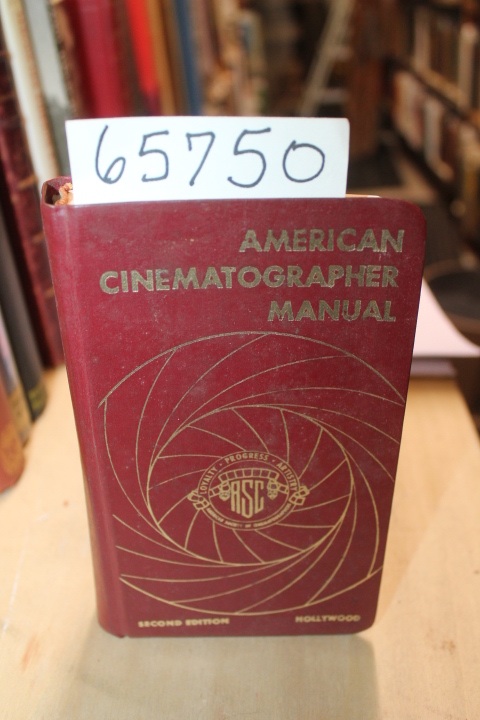 65750
AMERICAN
CINEMATOGRAPHER
MANUAL
LOYALTY · PROGRESS · ARTISTRY
ASC
SECOND EDITION HOLLYWOOD